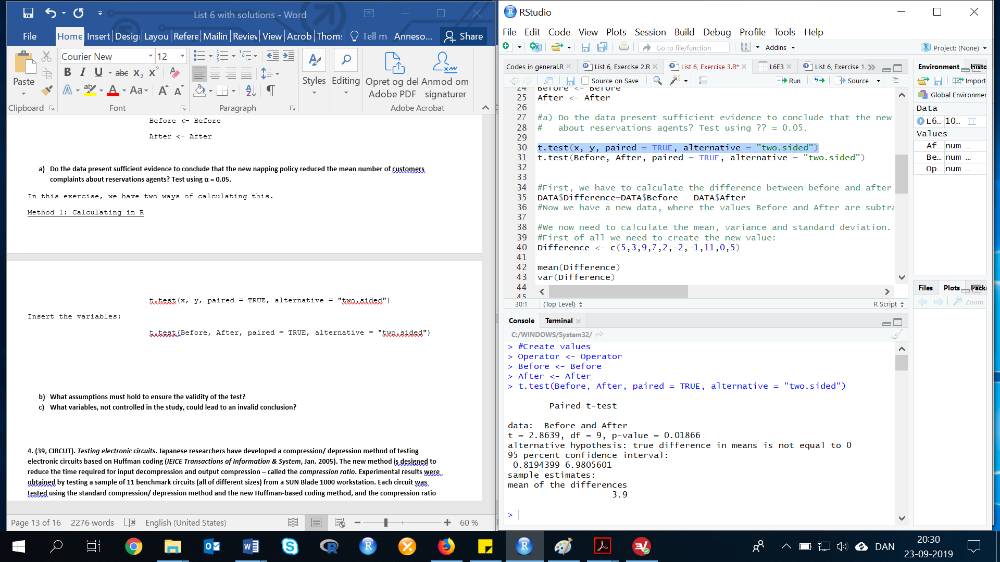 List 6 with solutions - Word
File Home Insert Desig Layou Refere Mailin Review View Acrob Thom: Tell m Anneso... Share
Courier New 12
Paste
Styles Editing Opret og del Adobe PDF Anmod om signaturer
Clipboard Font Paragraph Adobe Acrobat
Before <- Before
After <- After
a) Do the data present sufficient evidence to conclude that the new napping policy reduced the mean number of customers
complaints about reservations agents? Test using α = 0.05.
In this exercise, we have two ways of calculating this.
Method 1: Calculating in R
t.test(x, y, paired = TRUE, alternative = "two.sided")
Insert the variables:
t.test(Before, After, paired = TRUE, alternative = "two.sided")
b) What assumptions must hold to ensure the validity of the test?
c) What variables, not controlled in the study, could lead to an invalid conclusion?
4. (39, CIRCUT). Testing electronic circuits. Japanese researchers have developed a compression/ depression method of testing
electronic circuits based on Huffman coding (IEICE Transactions of Information & System, Jan. 2005). The new method is designed to
reduce the time required for input decompression and output compression – called the compression ratio. Experimental results were
obtained by testing a sample of 11 benchmark circuits (all of different sizes) from a SUN Blade 1000 workstation. Each circuit was
tested using the standard compression/ depression method and the new Huffman-based coding method, and the compression ratio
Page 13 of 16 2276 words English (United States) 60 %
RStudio
File Edit Code View Plots Session Build Debug Profile Tools Help
Go to file/function Addins Project: (None)
Codes in general.R List 6, Exercise 2.R List 6, Exercise 3.R* L6E3 List 6, Exercise 1.
Source on Save Run Source
24 Before <- Before
25 After <- After
26
27 #a) Do the data present sufficient evidence to conclude that the new
28 #   about reservations agents? Test using ?? = 0.05.
29
30 t.test(x, y, paired = TRUE, alternative = "two.sided")
31 t.test(Before, After, paired = TRUE, alternative = "two.sided")
32
33
34 #First, we have to calculate the difference between before and after
35 DATA$Difference=DATA$Before - DATA$After
36 #Now we have a new data, where the values Before and After are subtra
37
38 #We now need to calculate the mean, variance and standard deviation.
39 #First of all we need to create the new value:
40 Difference <- c(5,3,9,7,2,-2,-1,11,0,5)
41
42 mean(Difference)
43 var(Difference)
44
45
30:1 (Top Level) R Script
Console Terminal
C:/WINDOWS/System32/
> #Create values
> Operator <- Operator
> Before <- Before
> After <- After
> t.test(Before, After, paired = TRUE, alternative = "two.sided")
Paired t-test
data:  Before and After
t = 2.8639, df = 9, p-value = 0.01866
alternative hypothesis: true difference in means is not equal to 0
95 percent confidence interval:
0.8194399 6.9805601
sample estimates:
mean of the differences
3.9
>
Environment Histo
Import
Global Environmer
Data
L6... 10...
Values
Af... num ...
Be... num ...
Op... num ...
Files Plots Packa
Zoom
DAN
20:30
23-09-2019